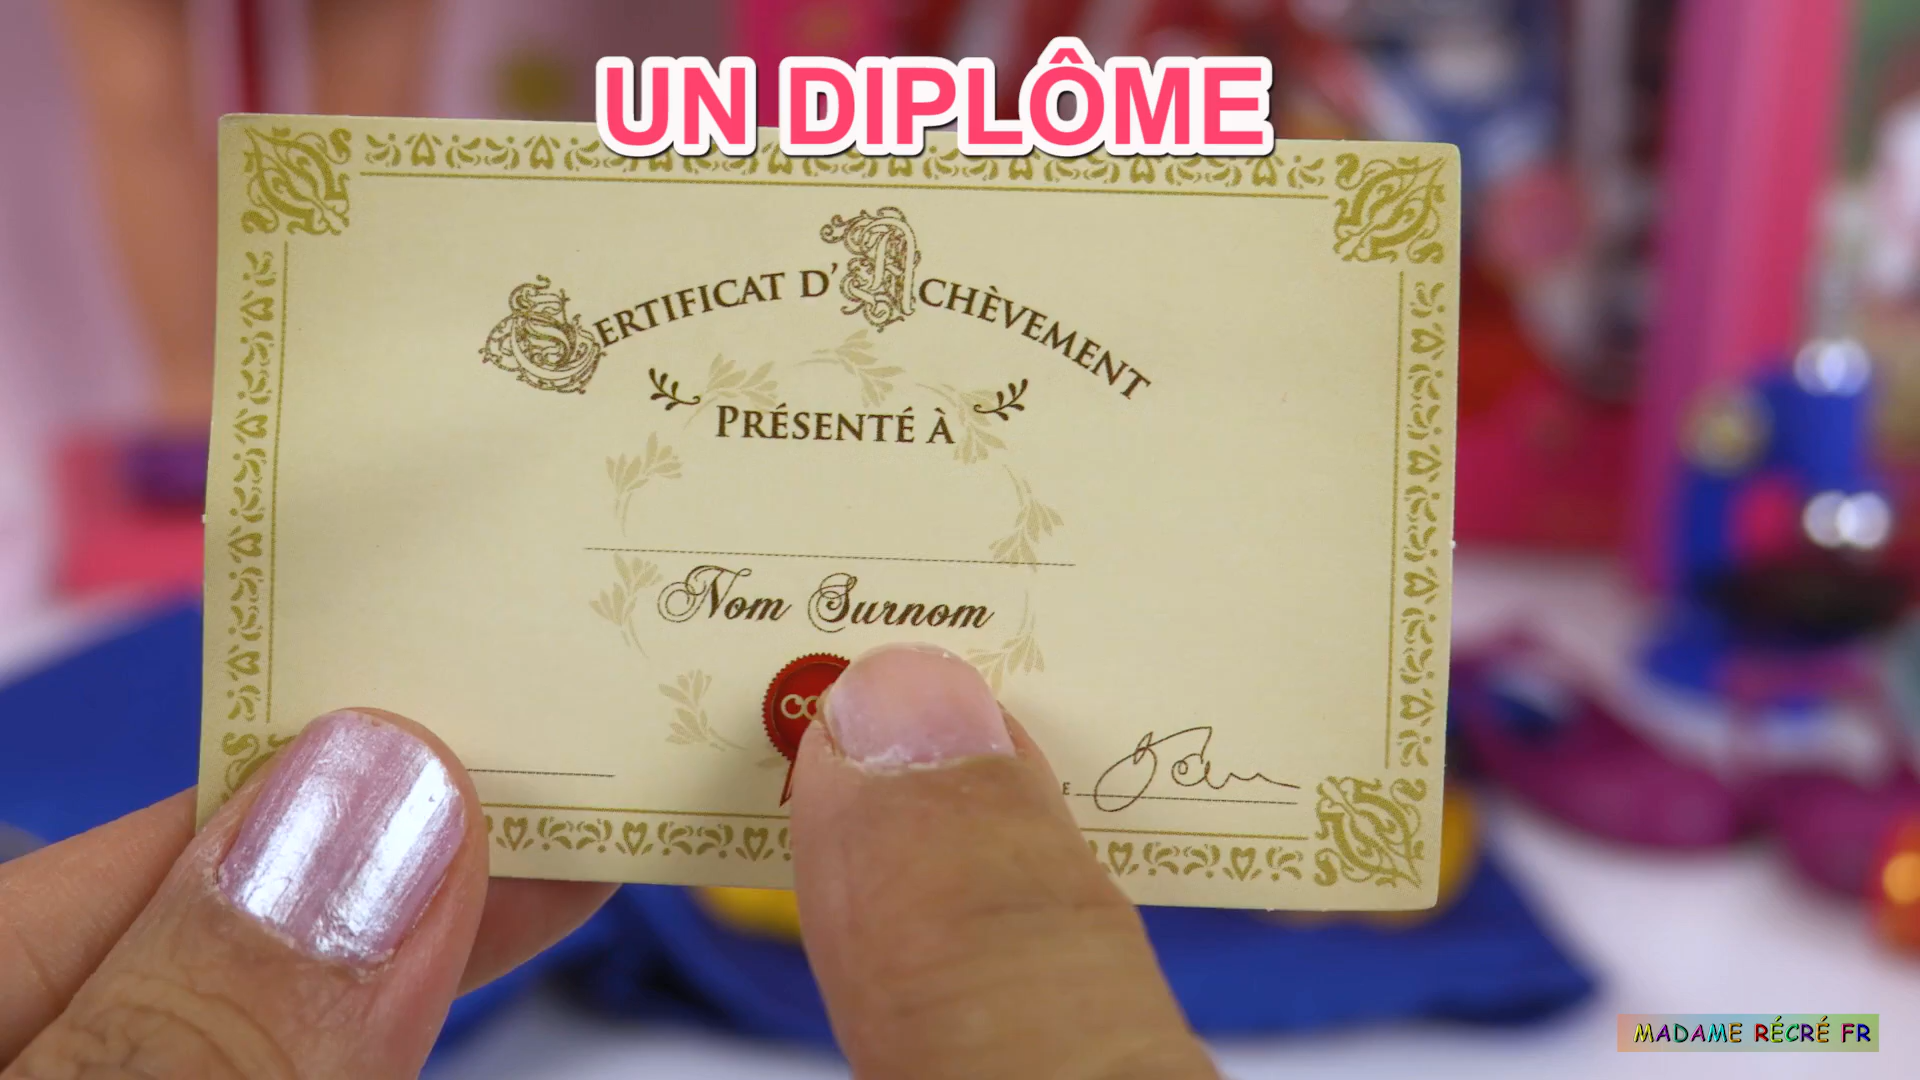 UN DIPLÔME
CERTIFICAT D'ACHÈVEMENT
PRÉSENTÉ À
Nom Surnom
MADAME RÉCRÉ FR